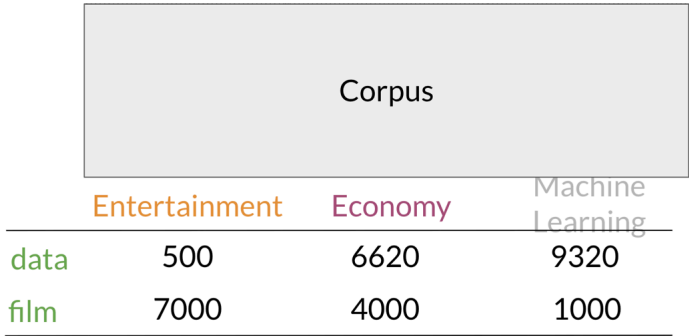 Corpus
Entertainment Economy Machine Learning
data 500 6620 9320
film 7000 4000 1000